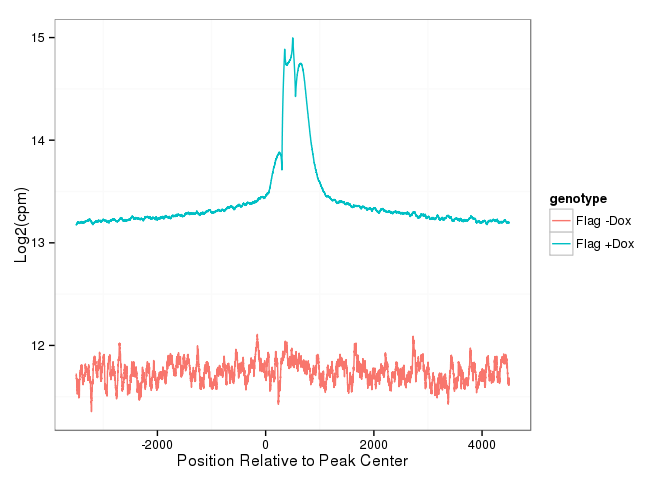 15
14
13
12
Log2(cpm)
-2000
0
2000
4000
Position Relative to Peak Center
genotype
Flag -Dox
Flag +Dox